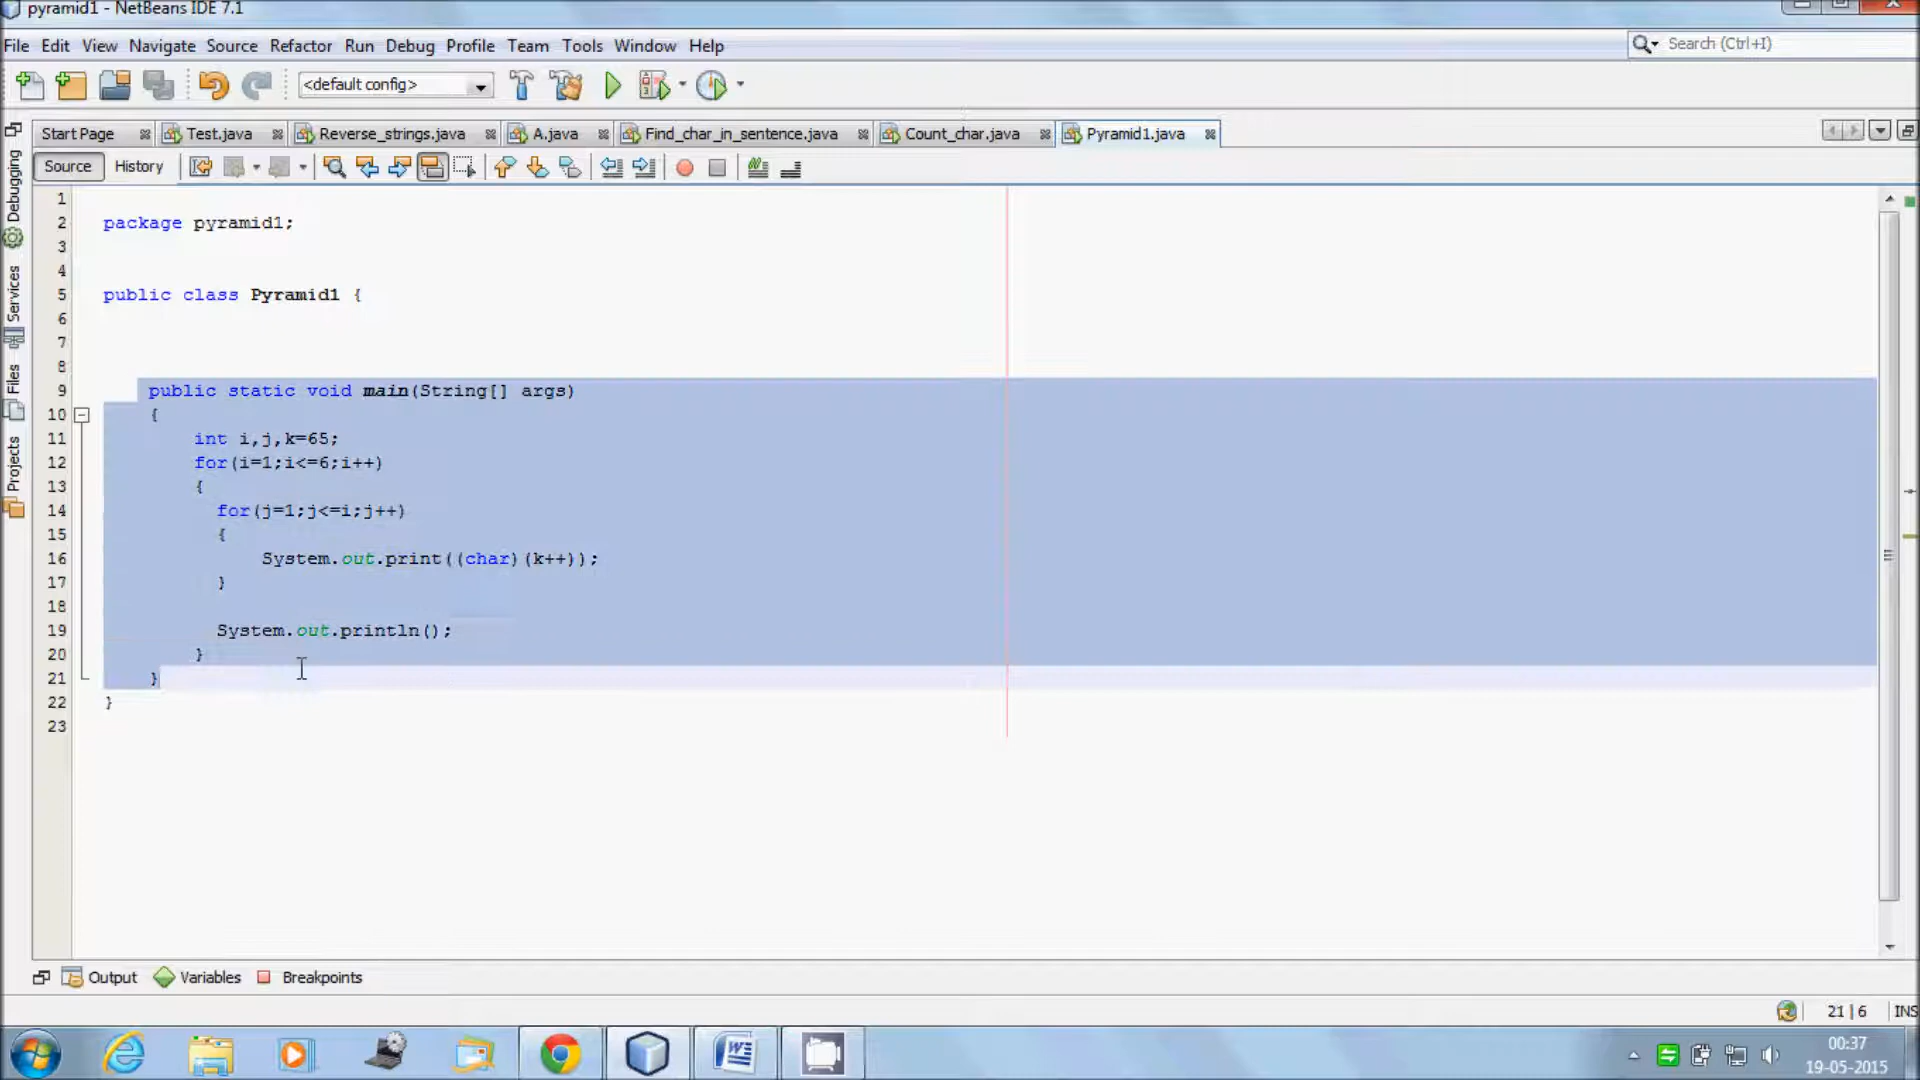 pyramid1 - NetBeans IDE 7.1
File Edit View Navigate Source Refactor Run Debug Profile Team Tools Window Help
Search (Ctrl+I)
<default config>
Start Page Test.java Reverse_strings.java A.java Find_char_in_sentence.java Count_char.java Pyramid1.java
Source History
Debugging
Services
Files
Projects
1
2 package pyramid1;
3
4
5 public class Pyramid1 {
6
7
8
9 public static void main(String[] args)
10 {
11 int i,j,k=65;
12 for(i=1;i<=6;i++)
13 {
14 for(j=1;j<=i;j++)
15 {
16 System.out.print((char)(k++));
17 }
18
19 System.out.println();
20 }
21 }
22 }
23
Output Variables Breakpoints
21 | 6 INS
00:37
19-05-2015